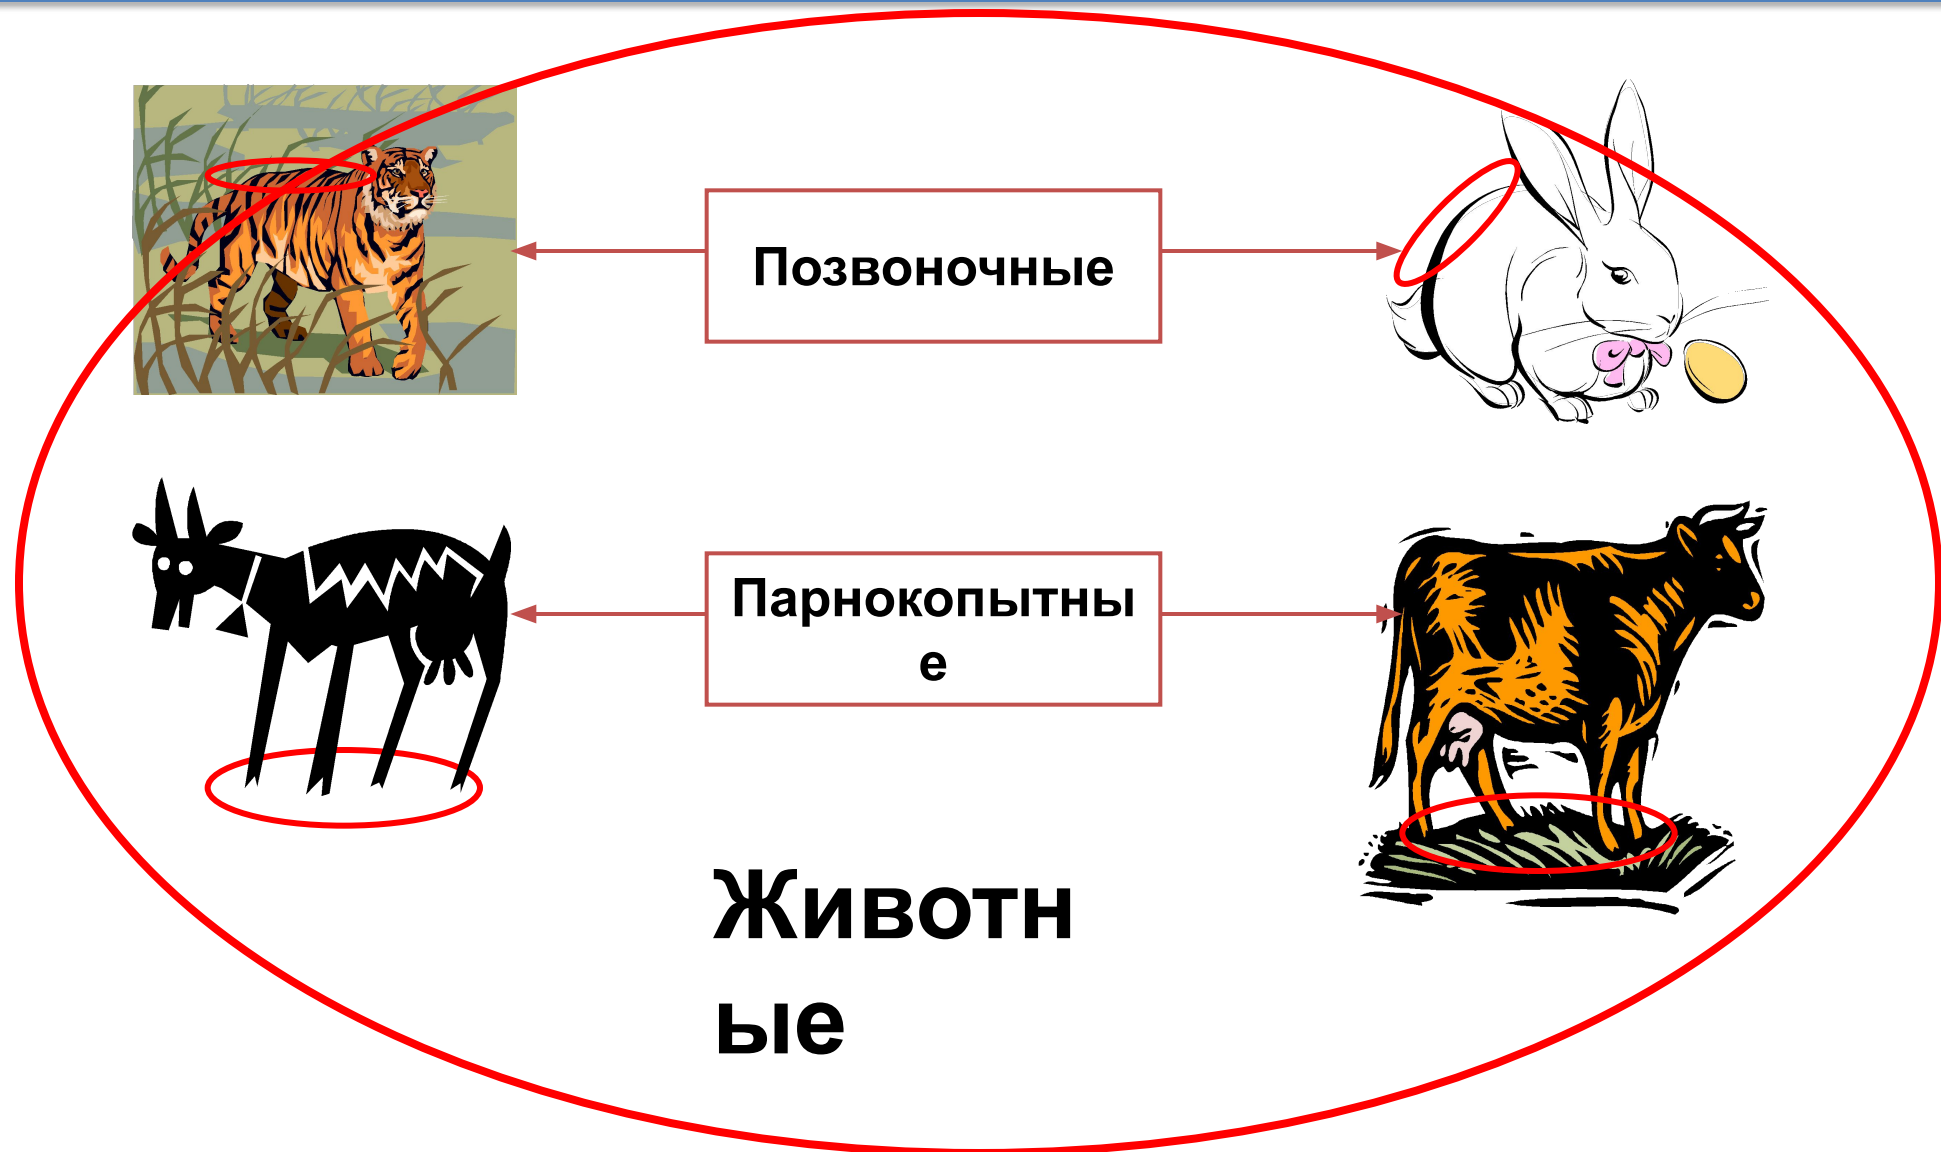 Позвоночные
Парнокопытны
е
Животн
ые